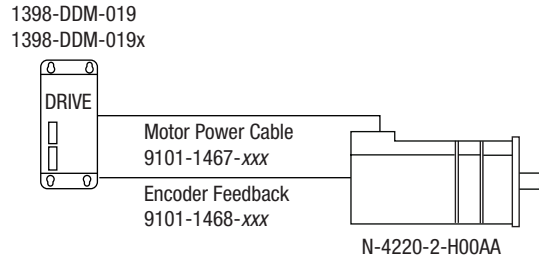 1398-DDM-019
1398-DDM-019x
DRIVE
Motor Power Cable
9101-1467-xxx
Encoder Feedback
9101-1468-xxx
N-4220-2-H00AA